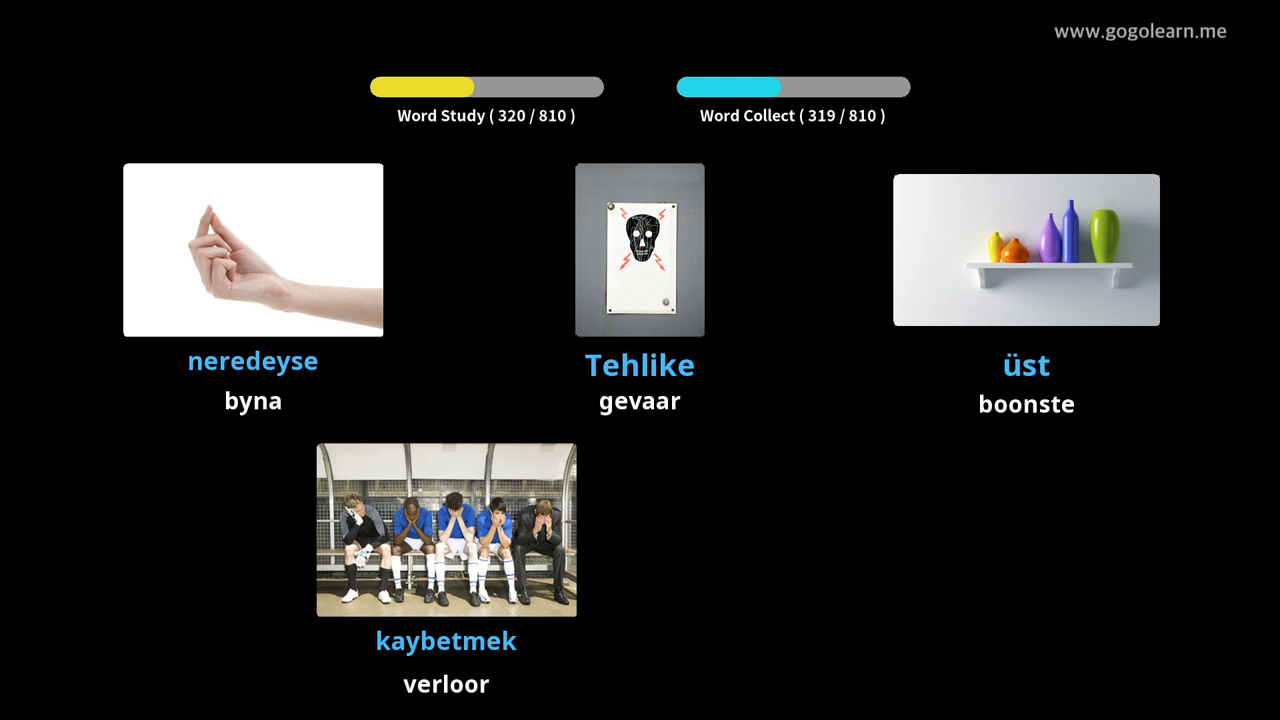 www.gogolearn.me
Word Study ( 320 / 810 )
Word Collect ( 319 / 810 )
neredeyse
byna
Tehlike
gevaar
üst
boonste
kaybetmek
verloor